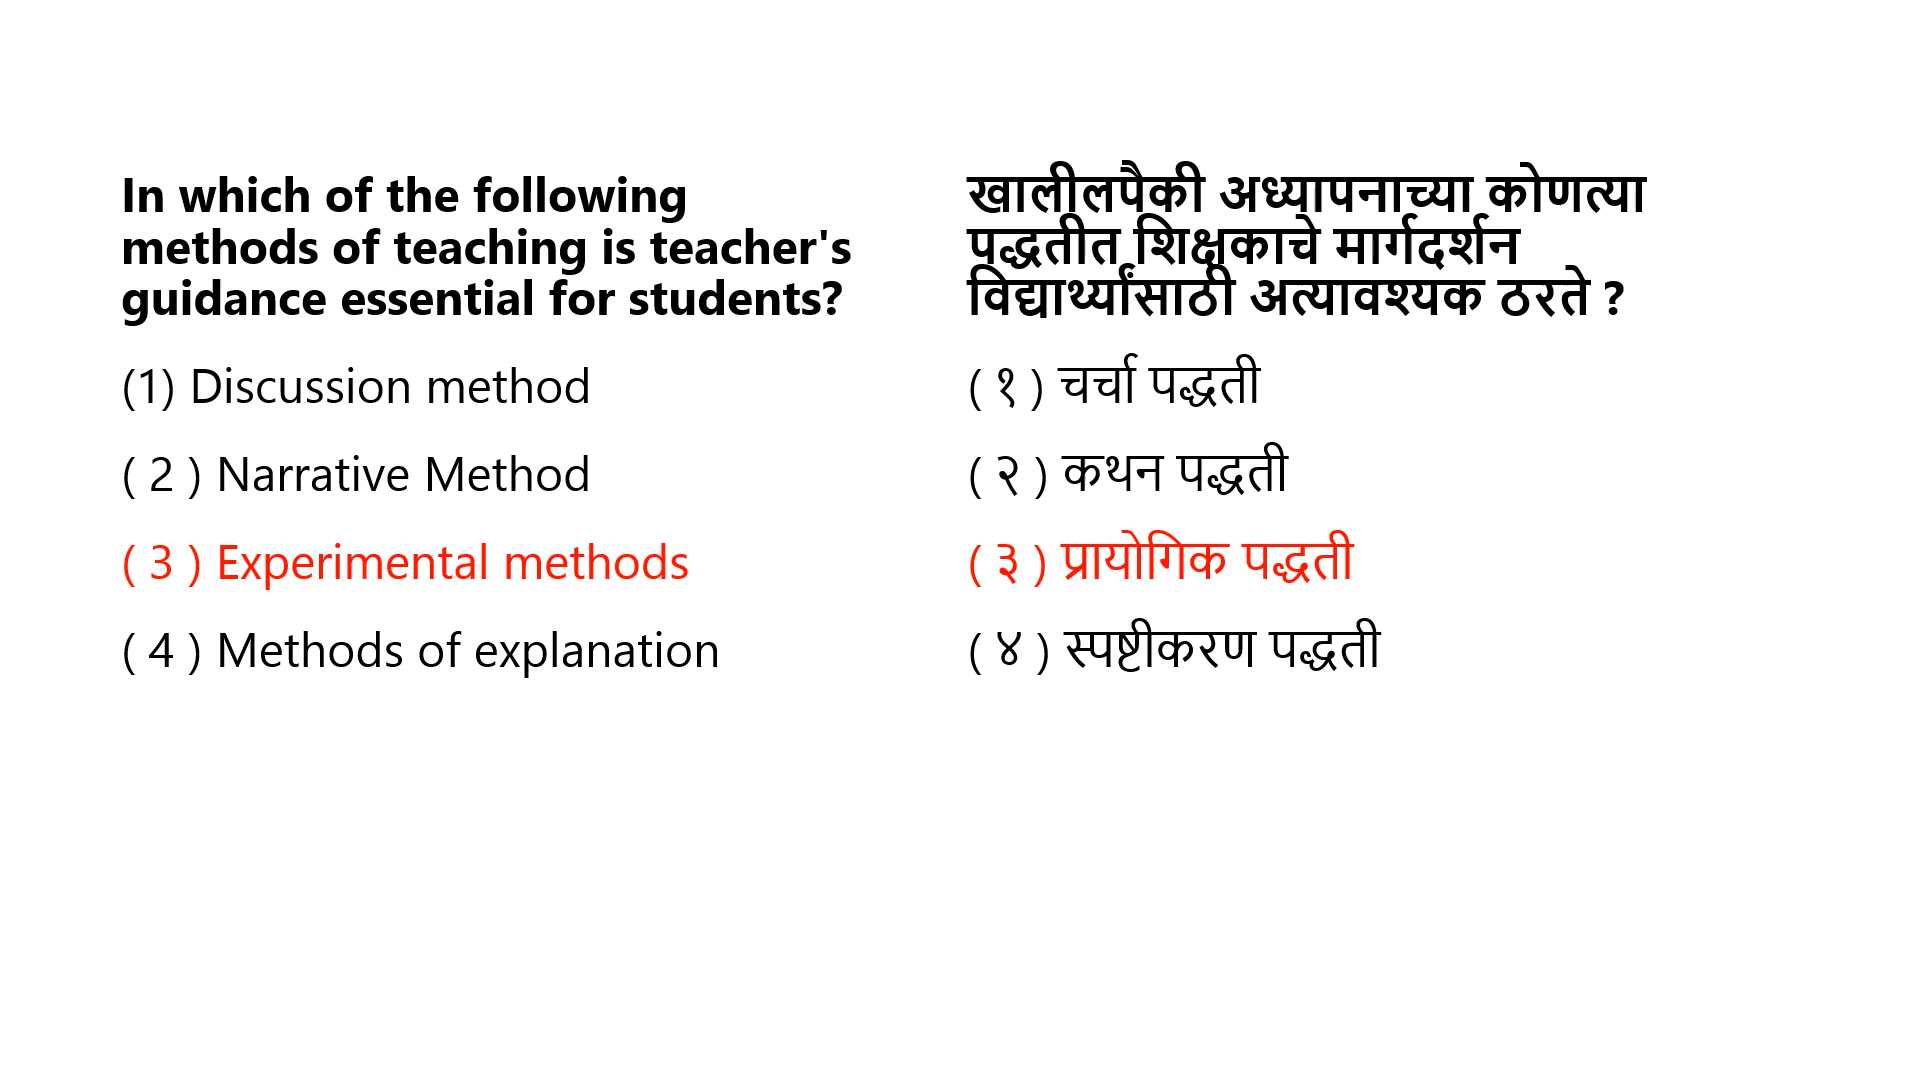 In which of the following
methods of teaching is teacher's
guidance essential for students?
(1) Discussion method
( 2 ) Narrative Method
( 3 ) Experimental methods
( 4 ) Methods of explanation
खालीलपैकी अध्यापनाच्या कोणत्या
पद्धतीत शिक्षकाचे मार्गदर्शन
विद्यार्थ्यांसाठी अत्यावश्यक ठरते ?
( १ ) चर्चा पद्धती
( २ ) कथन पद्धती
( ३ ) प्रायोगिक पद्धती
( ४ ) स्पष्टीकरण पद्धती